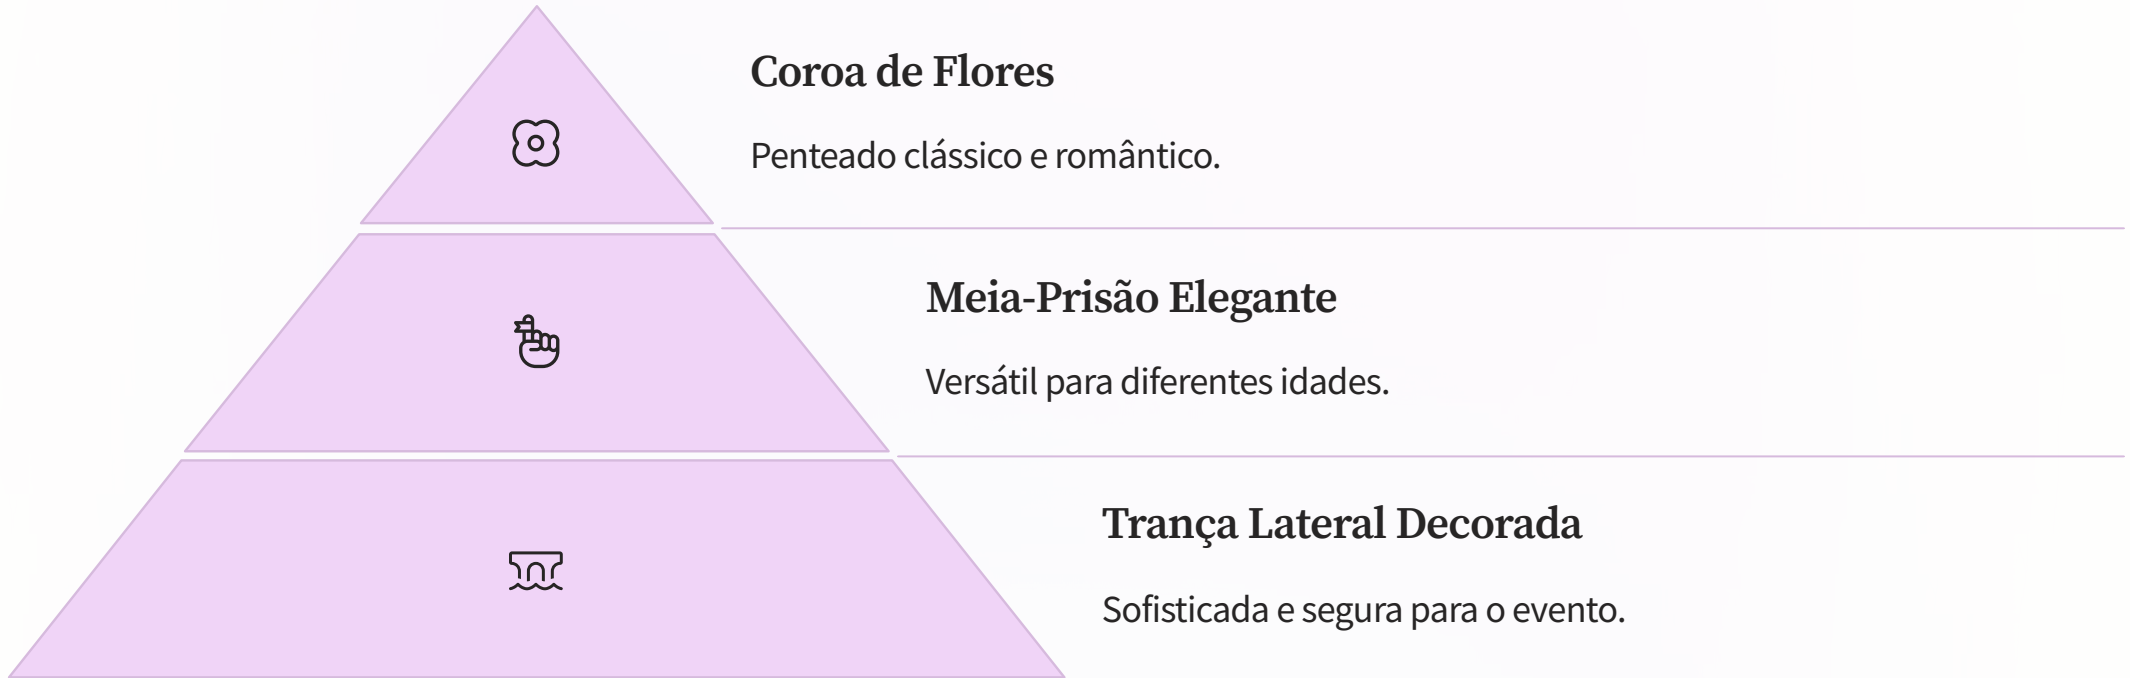 Coroa de Flores
Penteado clássico e romântico.
Meia-Prisão Elegante
Versátil para diferentes idades.
Trança Lateral Decorada
Sofisticada e segura para o evento.